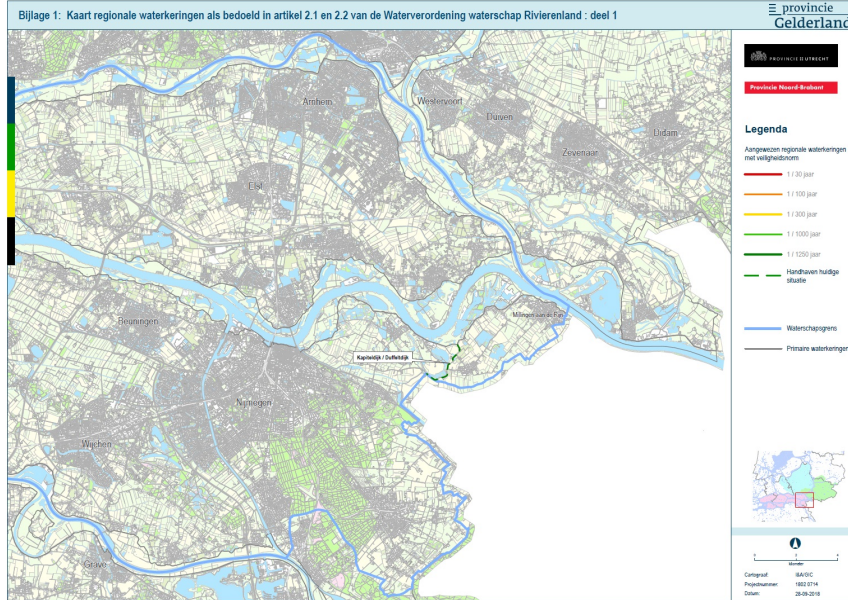 Bijlage 1: Kaart regionale waterkeringen als bedoeld in artikel 2.1 en 2.2 van de Waterverordening waterschap Rivierenland : deel 1
provincie
Gelderland
PROVINCIE UTRECHT
Provincie Noord-Brabant
Legenda
Aangewezen regionale waterkeringen
met veiligheidsnorm
1 / 30 jaar
1 / 100 jaar
1 / 300 jaar
1 / 1000 jaar
1 / 1250 jaar
Handhaven huidige
situatie
Waterschapsgrens
Primaire waterkeringen
Arnhem
Westervoort
Duiven
Didam
Zevenaar
Elst
Beuningen
Millingen aan de Rijn
Kapiteldijk / Duffeltdijk
Nijmegen
Wijchen
Grave
Cartograaf:
Projectnummer: 1802 0714
Datum: 28-09-2018